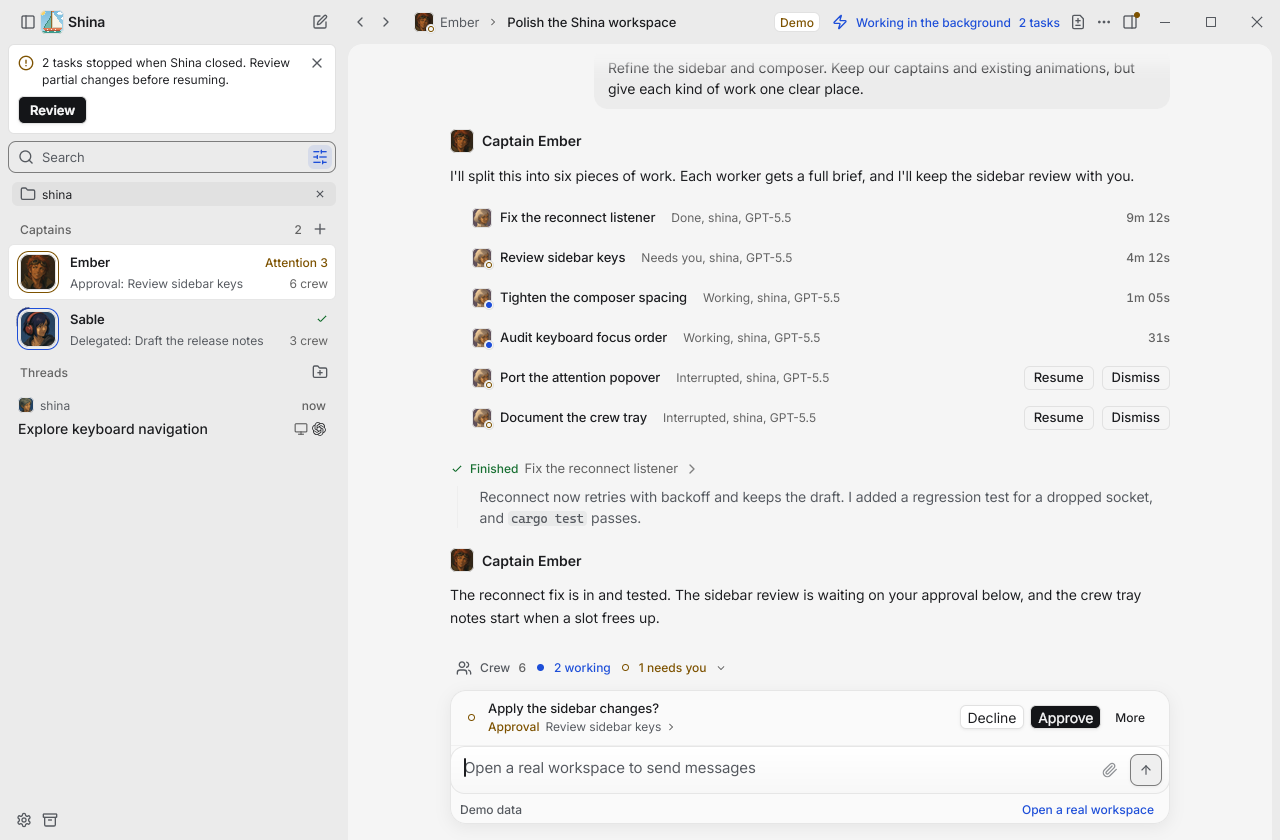 Shina
Ember
Polish the Shina workspace
Demo
Working in the background
2 tasks
2 tasks stopped when Shina closed. Review
partial changes before resuming.
Review
Search
shina
Captains
2
Ember
Attention 3
Approval: Review sidebar keys
6 crew
Sable
Delegated: Draft the release notes
3 crew
Threads
shina
now
Explore keyboard navigation
Refine the sidebar and composer. Keep our captains and existing animations, but
give each kind of work one clear place.
Captain Ember
I'll split this into six pieces of work. Each worker gets a full brief, and I'll keep the sidebar review with you.
Fix the reconnect listener Done, shina, GPT-5.5 9m 12s
Review sidebar keys Needs you, shina, GPT-5.5 4m 12s
Tighten the composer spacing Working, shina, GPT-5.5 1m 05s
Audit keyboard focus order Working, shina, GPT-5.5 31s
Port the attention popover Interrupted, shina, GPT-5.5 Resume Dismiss
Document the crew tray Interrupted, shina, GPT-5.5 Resume Dismiss
Finished Fix the reconnect listener
Reconnect now retries with backoff and keeps the draft. I added a regression test for a dropped socket,
and cargo test passes.
Captain Ember
The reconnect fix is in and tested. The sidebar review is waiting on your approval below, and the crew tray
notes start when a slot frees up.
Crew 6 2 working 1 needs you
Apply the sidebar changes?
Approval Review sidebar keys
Decline
Approve
More
Open a real workspace to send messages
Demo data
Open a real workspace